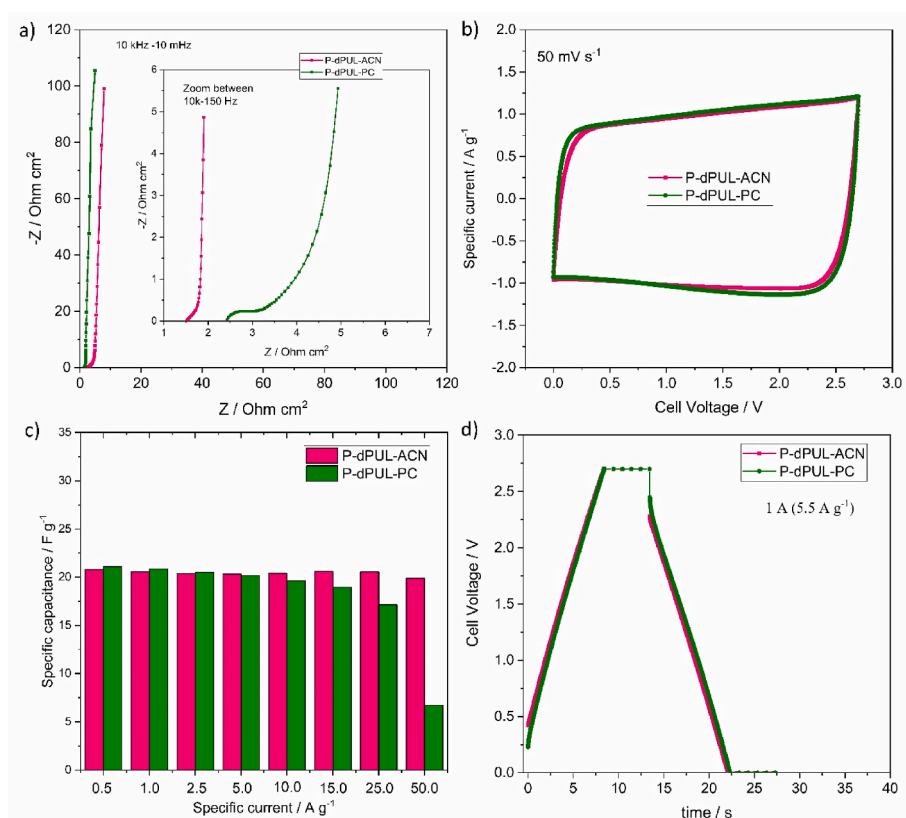 a)
10 kHz -10 mHz
P-dPUL-ACN
P-dPUL-PC
Zoom between
10k-150 Hz
-Z / Ohm cm²
6
5
4
3
2
1
0
1 2 3 4 5 6 7
Z / Ohm cm²
-Z / Ohm cm²
120
100
80
60
40
20
0
0 20 40 60 80 100 120
Z / Ohm cm²
b)
50 mV s⁻¹
P-dPUL-ACN
P-dPUL-PC
Specific current / A g⁻¹
2.0
1.5
1.0
0.5
0.0
-0.5
-1.0
-1.5
-2.0
0.0 0.5 1.0 1.5 2.0 2.5 3.0
Cell Voltage / V
c)
P-dPUL-ACN
P-dPUL-PC
Specific capacitance / F g⁻¹
35
30
25
20
15
10
5
0
0.5 1.0 2.5 5.0 10.0 15.0 25.0 50.0
Specific current / A g⁻¹
d)
P-dPUL-ACN
P-dPUL-PC
1 A (5.5 A g⁻¹)
Cell Voltage / V
3.0
2.5
2.0
1.5
1.0
0.5
0.0
0 5 10 15 20 25 30
time / s